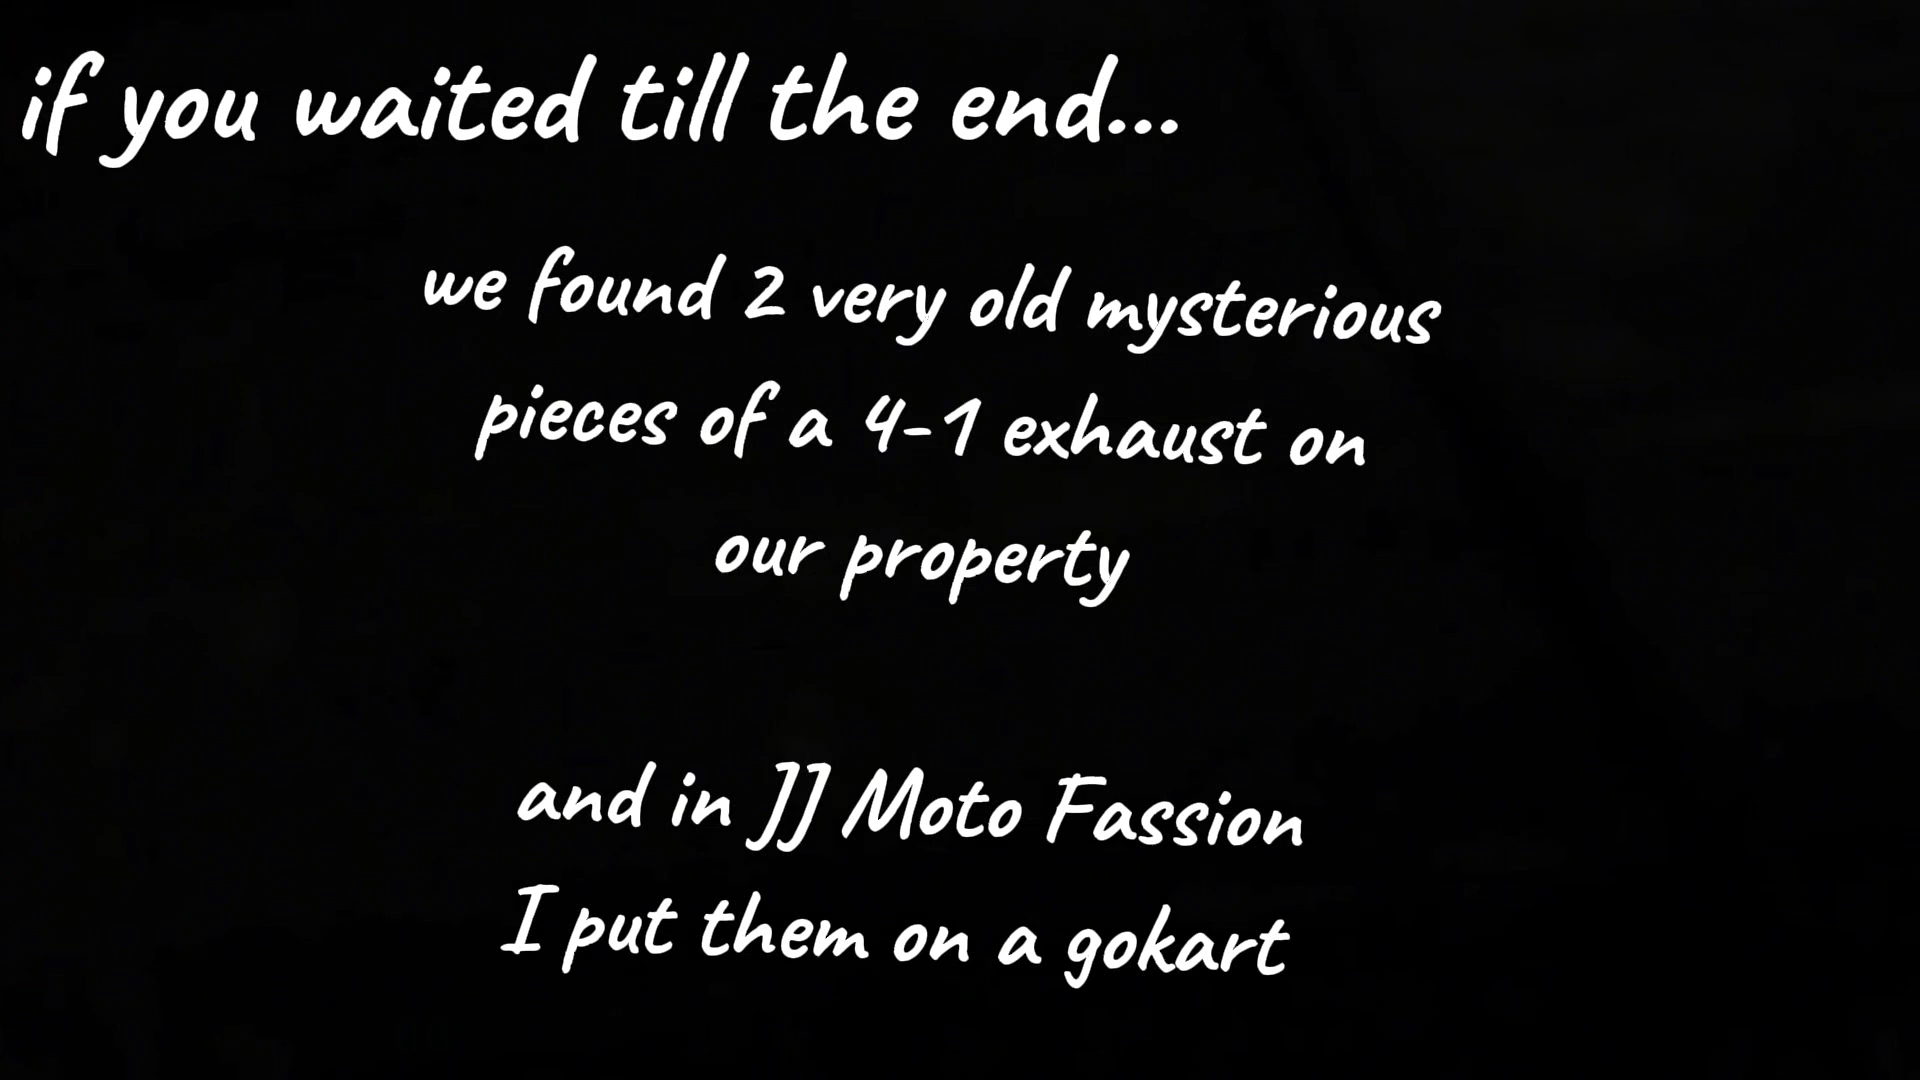 if you waited till the end...
we found 2 very old mysterious
pieces of a 4-1 exhaust on
our property
and in JJ Moto Fassion
I put them on a gokart